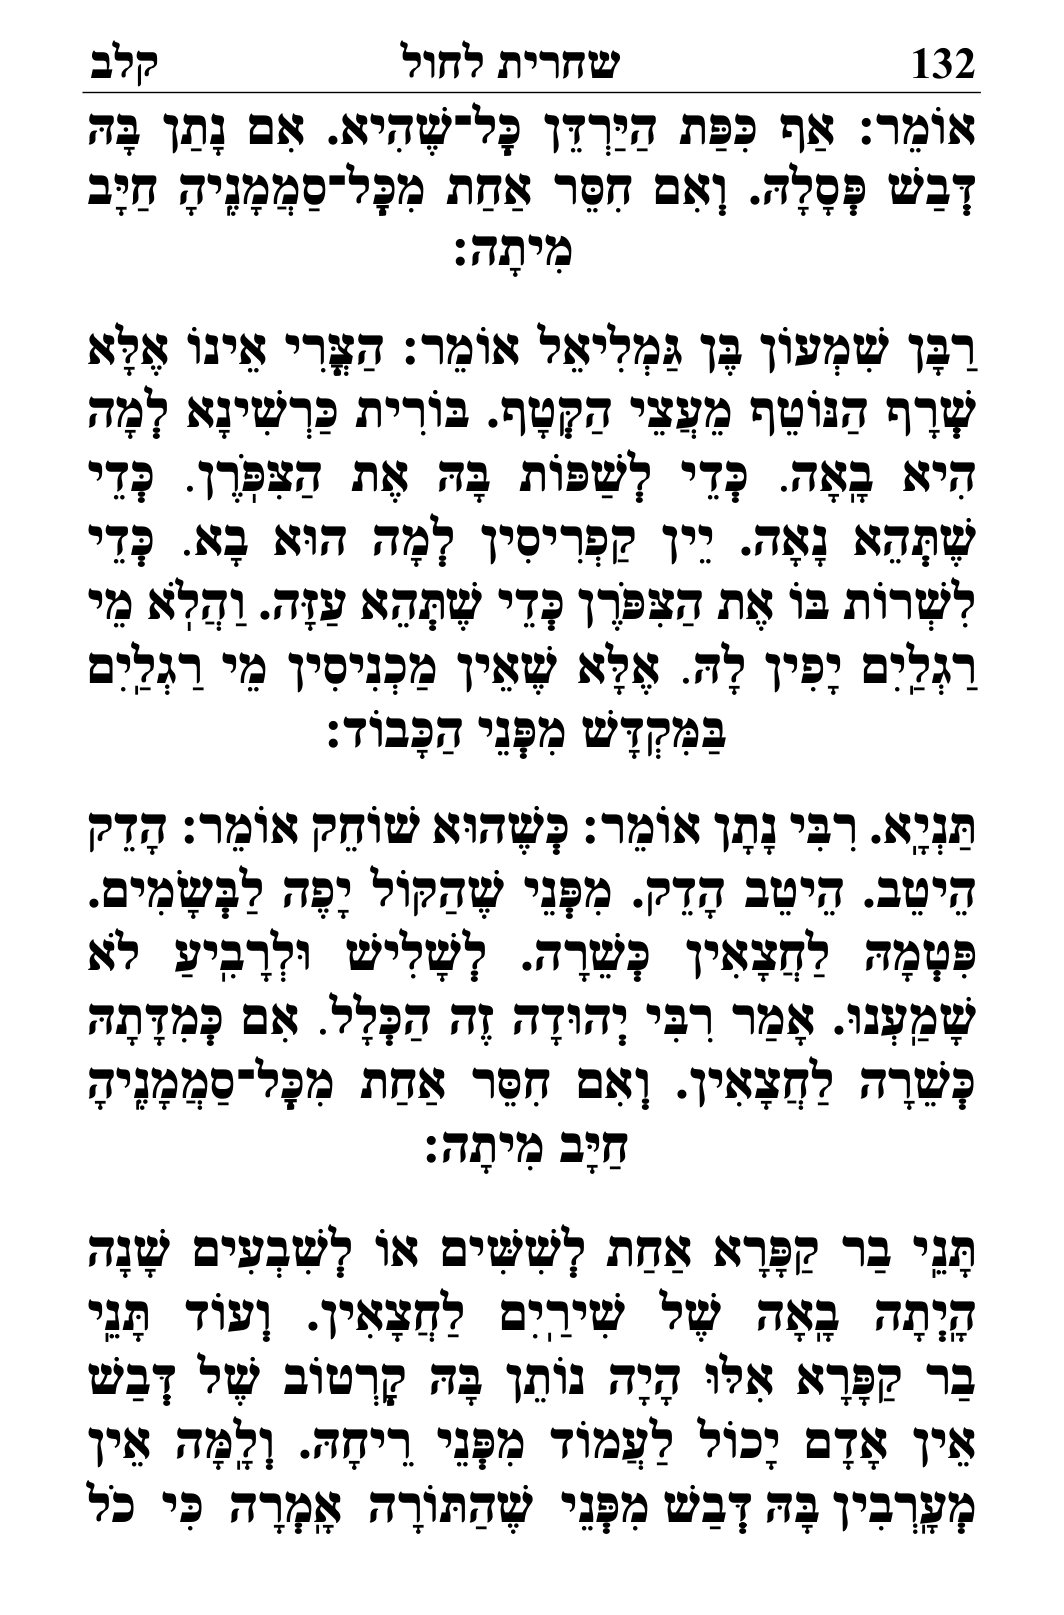 132 שחרית לחול קלב
אוֹמֵר: אַף כִּפַּת הַיַּרְדֵּן כָּל־שֶׁהִיא. אִם נָתַן בָּהּ
דְּבַשׁ פְּסָלָהּ. וְאִם חִסֵּר אַחַת מִכָּל־סַמֲמָנֶיהָ חַיָּב
מִיתָה:
רַבָּן שִׁמְעוֹן בֶּן גַּמְלִיאֵל אוֹמֵר: הַצֳּרִי אֵינוֹ אֶלָּא
שְׁרָף הַנּוֹטֵף מֵעֲצֵי הַקְּטָף. בּוֹרִית כַּרְשִׁינָא לְמָה
הִיא בָאָה. כְּדֵי לְשַׁפּוֹת בָּהּ אֶת הַצִּפֹּרֶן. כְּדֵי
שֶׁתְּהֵא נָאָה. יֵין קַפְרִיסִין לְמָה הוּא בָא. כְּדֵי
לִשְׁרוֹת בּוֹ אֶת הַצִּפֹּרֶן כְּדֵי שֶׁתְּהֵא עַזָּה. וַהְלֹא מֵי
רַגְלַיִם יָפִין לָהּ. אֶלָּא שֶׁאֵין מַכְנִיסִין מֵי רַגְלַיִם
בַּמִּקְדָּשׁ מִפְּנֵי הַכָּבוֹד:
תַּנְיָא. רִבִּי נָתָן אוֹמֵר: כְּשֶׁהוּא שׁוֹחֵק אוֹמֵר: הָדֵק
הֵיטֵב. הֵיטֵב הָדֵק. מִפְּנֵי שֶׁהַקּוֹל יָפֶה לַבְּשָׂמִים.
פִּטְמָהּ לַחֲצָאִין כְּשֵׁרָה. לְשָׁלִישׁ וּלְרָבִיעַ לֹא
שָׁמַעְנוּ. אָמַר רִבִּי יְהוּדָה זֶה הַכְּלָל. אִם כְּמִדָּתָהּ
כְּשֵׁרָה לַחֲצָאִין. וְאִם חִסֵּר אַחַת מִכָּל־סַמֲמָנֶיהָ
חַיָּב מִיתָה:
תָּנֵי בַר קַפָּרָא אַחַת לְשִׁשִּׁים אוֹ לְשִׁבְעִים שָׁנָה
הָיְתָה בָאָה שֶׁל שִׁירַיִם לַחֲצָאִין. וְעוֹד תָּנֵי
בַר קַפָּרָא אִלּוּ הָיָה נוֹתֵן בָּהּ קָרְטוֹב שֶׁל דְּבַשׁ
אֵין אָדָם יָכוֹל לַעֲמוֹד מִפְּנֵי רֵיחָהּ. וְלָמָּה אֵין
מְעָרְבִין בָּהּ דְּבַשׁ מִפְּנֵי שֶׁהַתּוֹרָה אָמְרָה כִּי כֹל